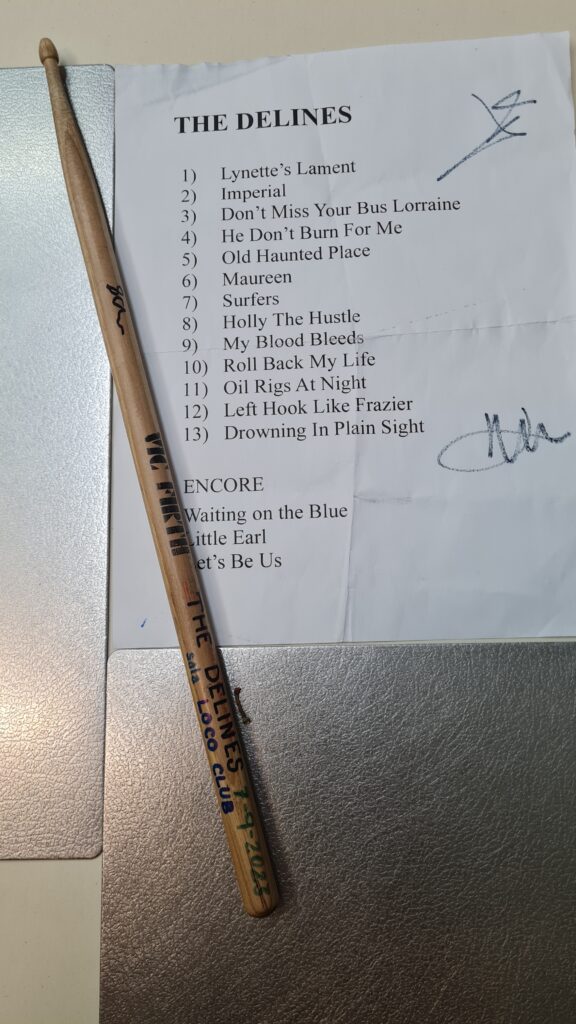 THE DELINES
1) Lynette's Lament
2) Imperial
3) Don't Miss Your Bus Lorraine
4) He Don't Burn For Me
5) Old Haunted Place
6) Maureen
7) Surfers
8) Holly The Hustle
9) My Blood Bleeds
10) Roll Back My Life
11) Oil Rigs At Night
12) Left Hook Like Frazier
13) Drowning In Plain Sight
ENCORE
Waiting on the Blue
Little Earl
Let's Be Us
VIC FIRTH
THE DELINES 7-9-2023
sala LOCO CLUB